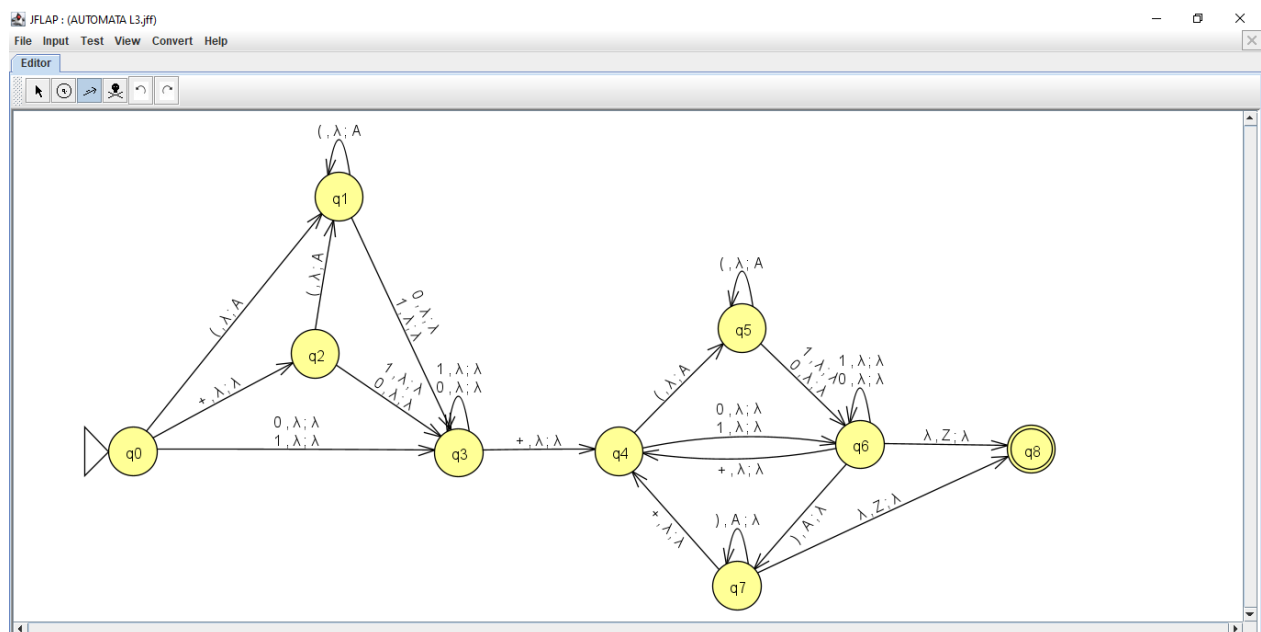 JFLAP : (AUTOMATA L3.jff)
File Input Test View Convert Help
Editor
( , λ ; A
q1
( , λ ; A
( , λ ; A
0 , λ ; λ
1 , λ ; λ
( , λ ; A
q5
q2
+ , λ ; λ
1 , λ ; λ
0 , λ ; λ
1 , λ ; λ
0 , λ ; λ
( , λ ; A
1 , λ ; λ
0 , λ ; λ
1 , λ ; λ
0 , λ ; λ
0 , λ ; λ
1 , λ ; λ
0 , λ ; λ
1 , λ ; λ
q0
q3
+ , λ ; λ
q4
+ , λ ; λ
q6
λ , Z ; λ
q8
+ , λ ; λ
) , A ; λ
) , A ; λ
λ , Z ; λ
q7